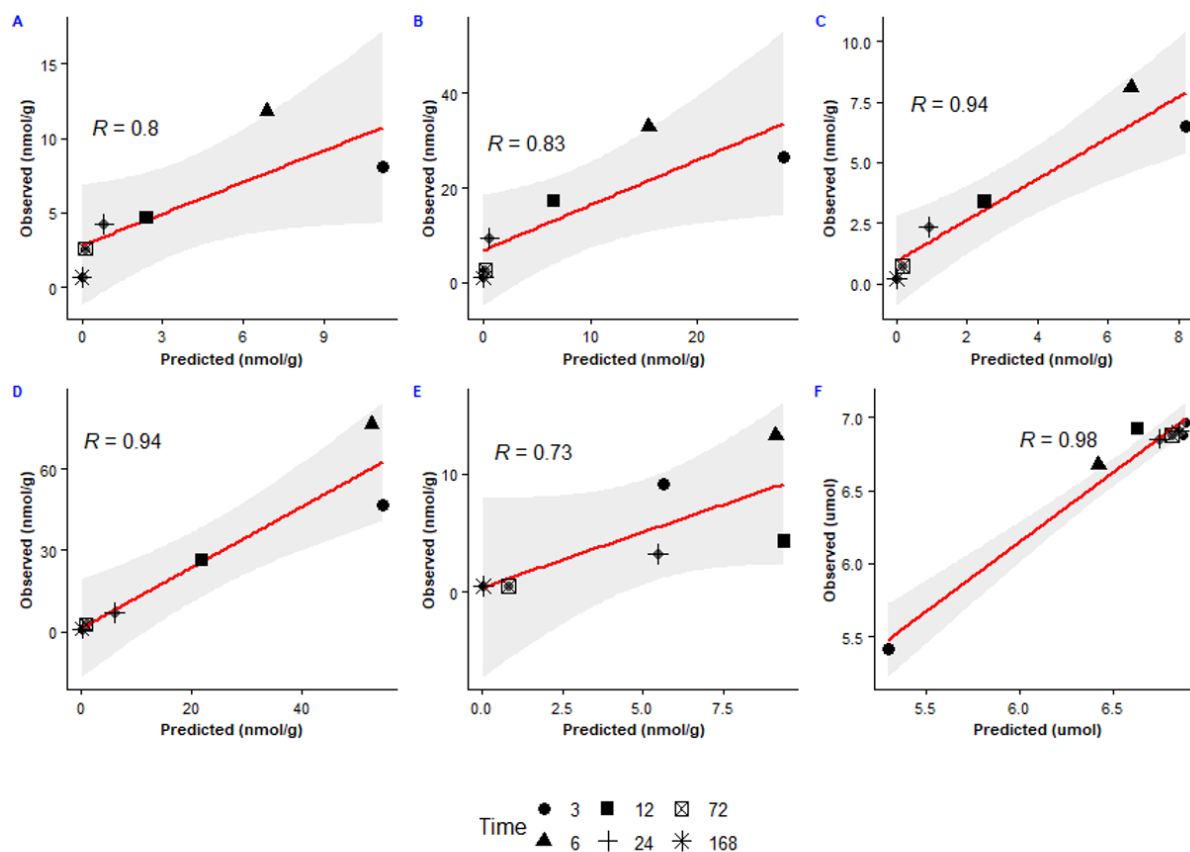 A
Observed (nmol/g)
15
10
5
0
R = 0.8
0
3
6
9
Predicted (nmol/g)
B
Observed (nmol/g)
40
20
0
R = 0.83
0
10
20
Predicted (nmol/g)
C
Observed (nmol/g)
10.0
7.5
5.0
2.5
0.0
R = 0.94
0
2
4
6
8
Predicted (nmol/g)
D
Observed (nmol/g)
60
30
0
R = 0.94
0
20
40
Predicted (nmol/g)
E
Observed (nmol/g)
10
0
R = 0.73
0.0
2.5
5.0
7.5
Predicted (nmol/g)
F
Observed (umol)
7.0
6.5
6.0
5.5
R = 0.98
5.5
6.0
6.5
Predicted (umol)
Time
3
12
72
6
24
168